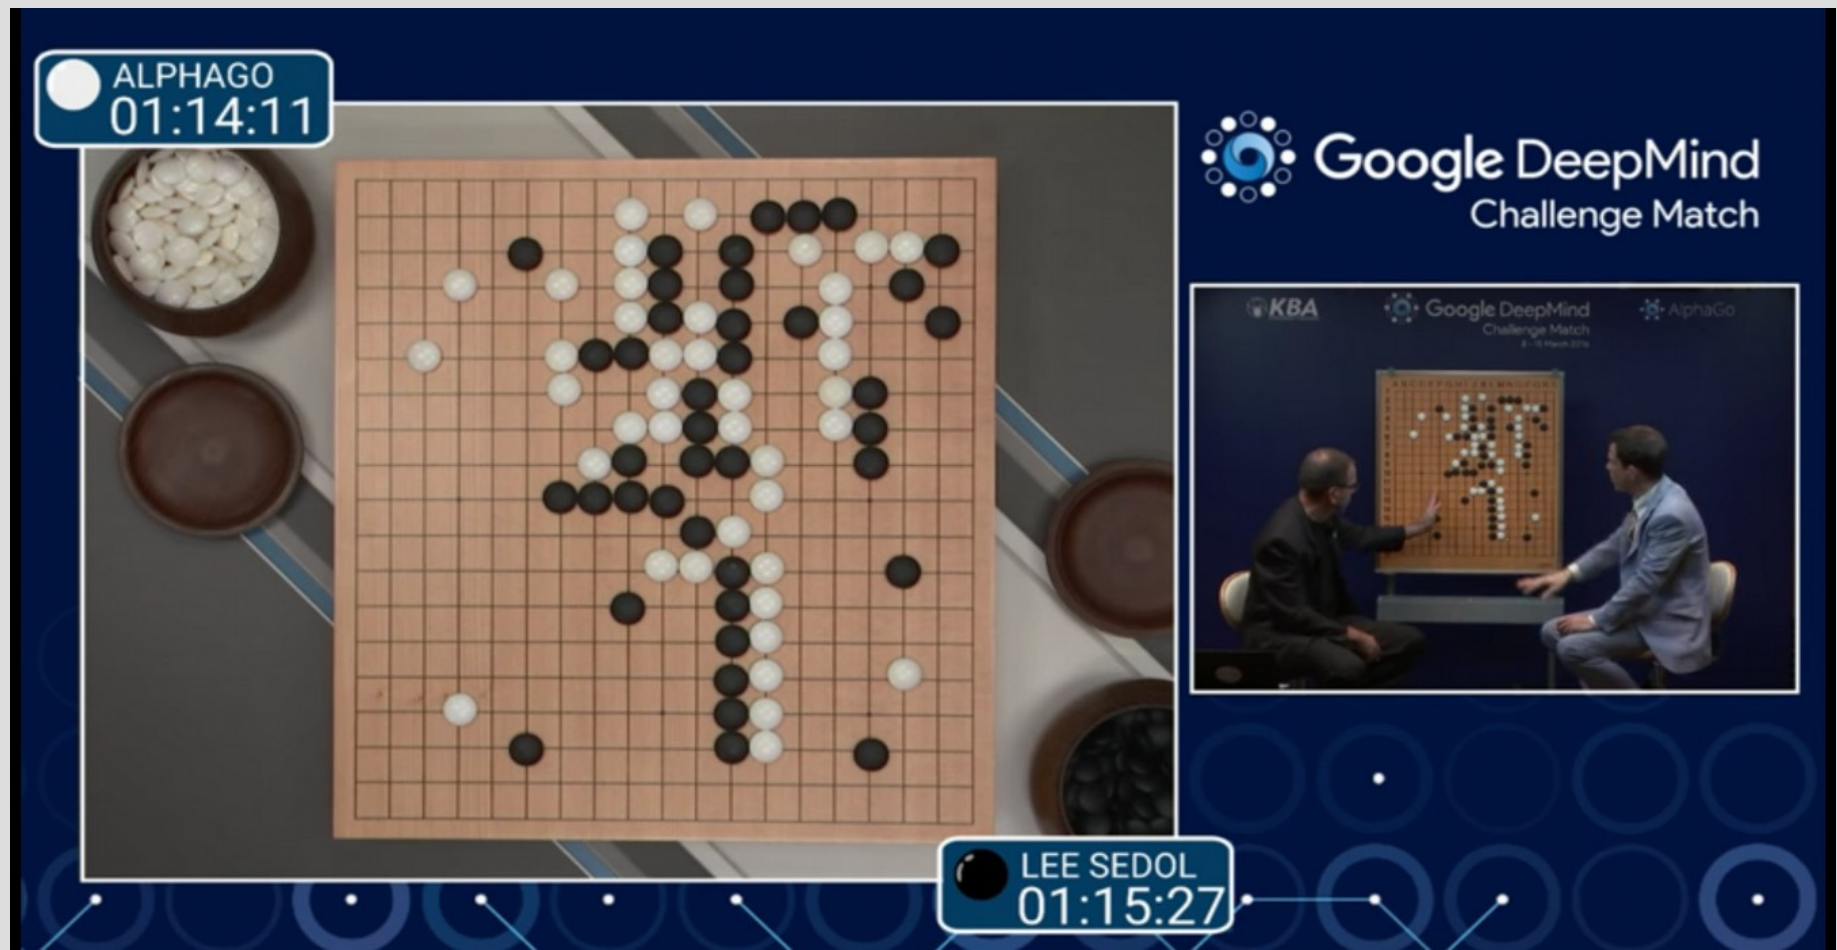 ALPHAGO
01:14:11
Google DeepMind
Challenge Match
KBA
Google DeepMind
Challenge Match
AlphaGo
LEE SEDOL
01:15:27